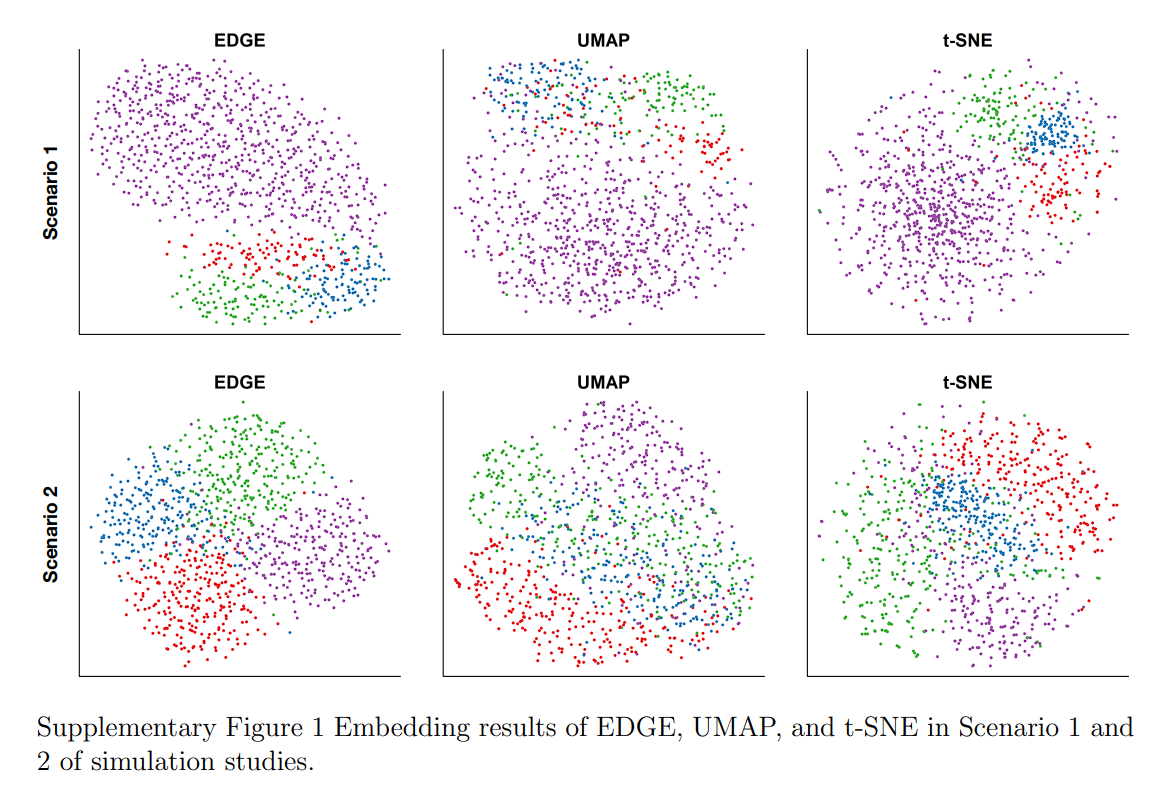 EDGE
UMAP
t-SNE
Scenario 1
EDGE
UMAP
t-SNE
Scenario 2
Supplementary Figure 1 Embedding results of EDGE, UMAP, and t-SNE in Scenario 1 and
2 of simulation studies.